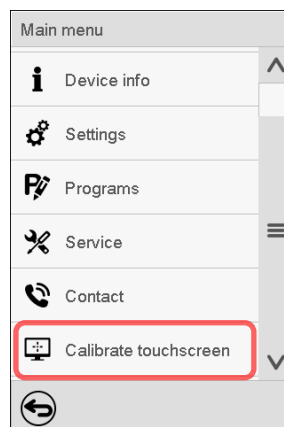 Main menu
Device info
Settings
Programs
Service
Contact
Calibrate touchscreen